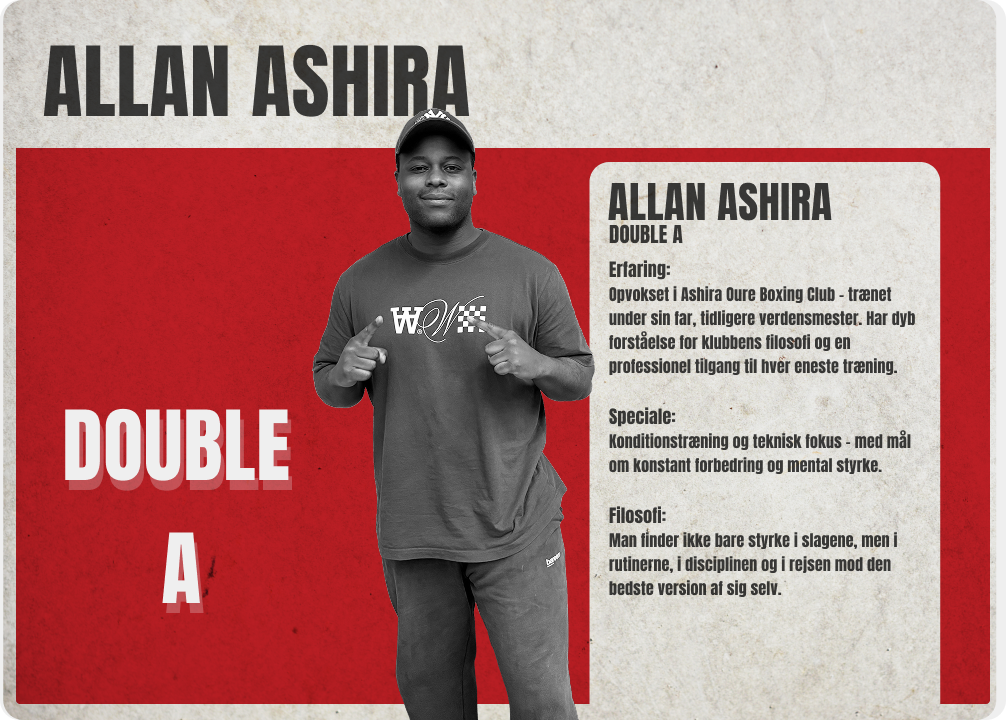 ALLAN ASHIRA
DOUBLE
A
W W
ALLAN ASHIRA
DOUBLE A
Erfaring:
Opvokset i Ashira Oure Boxing Club - trænet
under sin far, tidligere verdensmester. Har dyb
forståelse for klubbens filosofi og en
professionel tilgang til hver eneste træning.
Speciale:
Konditionstræning og teknisk fokus - med mål
om konstant forbedring og mental styrke.
Filosofi:
Man finder ikke bare styrke i slagene, men i
rutinerne, i disciplinen og i rejsen mod den
bedste version af sig selv.